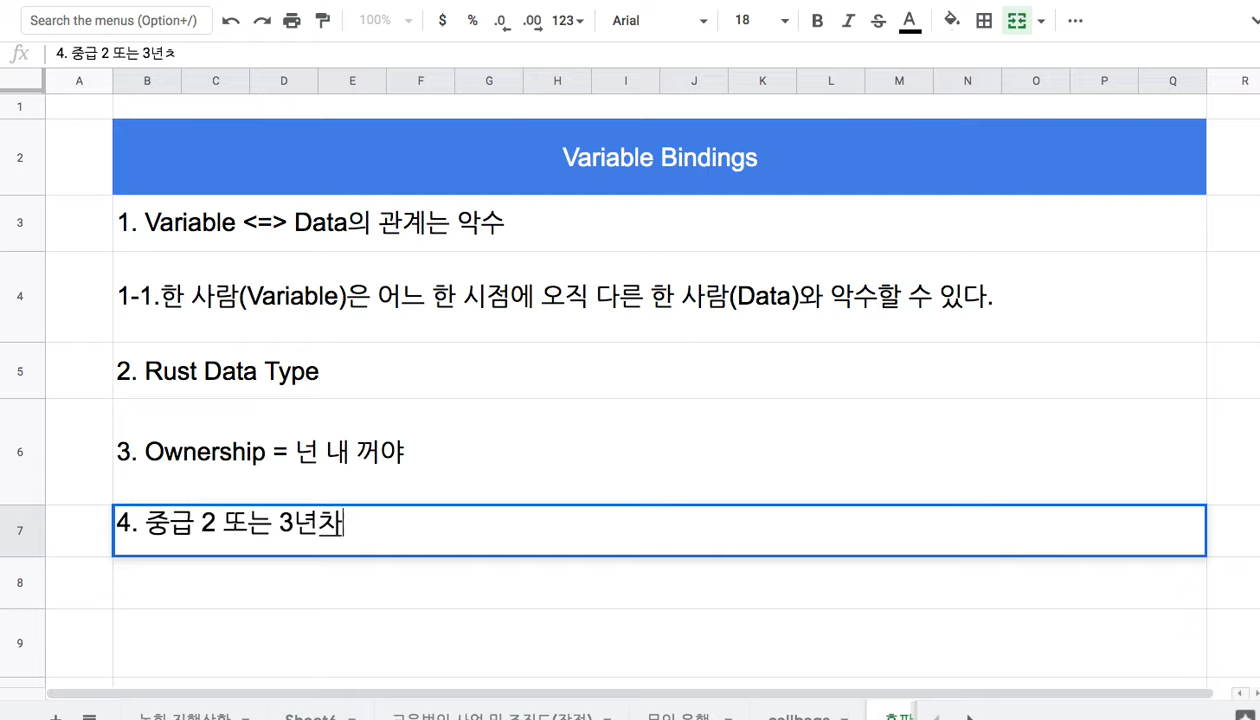 Search the menus (Option+/)
100%
$ % .0 .00 123 Arial 18 B I S A
fx 4. 중급 2 또는 3년ㅊ
A B C D E F G H I J K L M N O P Q R
1
2 Variable Bindings
3 1. Variable <=> Data의 관계는 악수
4 1-1.한 사람(Variable)은 어느 한 시점에 오직 다른 한 사람(Data)와 악수할 수 있다.
5 2. Rust Data Type
6 3. Ownership = 넌 내 꺼야
7 4. 중급 2 또는 3년차
8
9
Sheet6